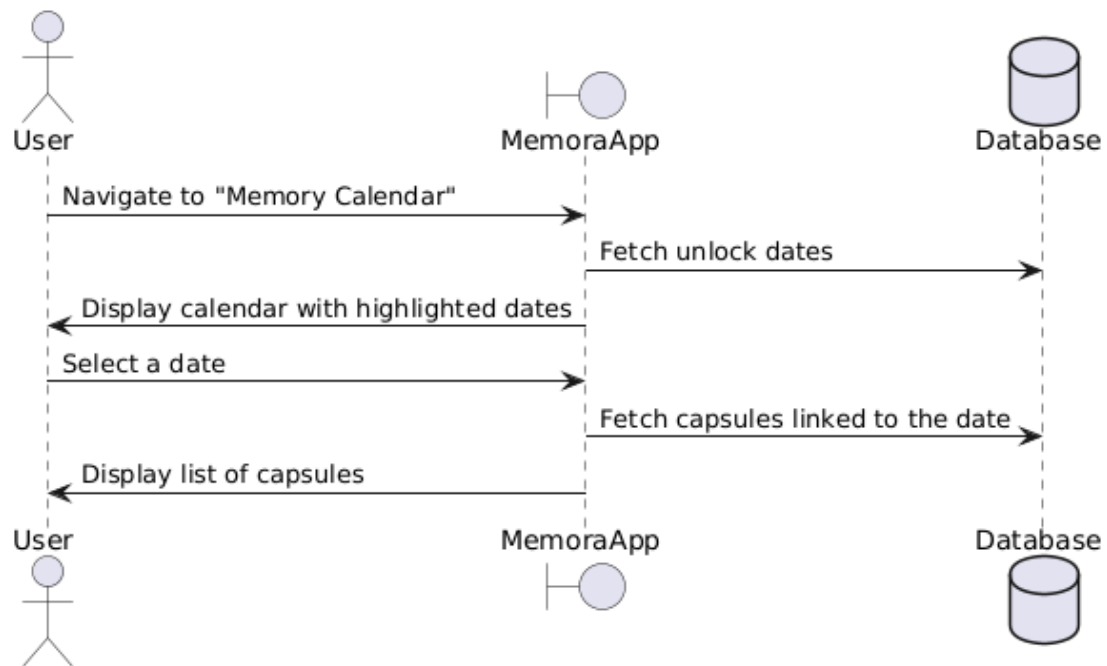 User
MemoraApp
Database
Navigate to "Memory Calendar"
Fetch unlock dates
Display calendar with highlighted dates
Select a date
Fetch capsules linked to the date
Display list of capsules
User
MemoraApp
Database